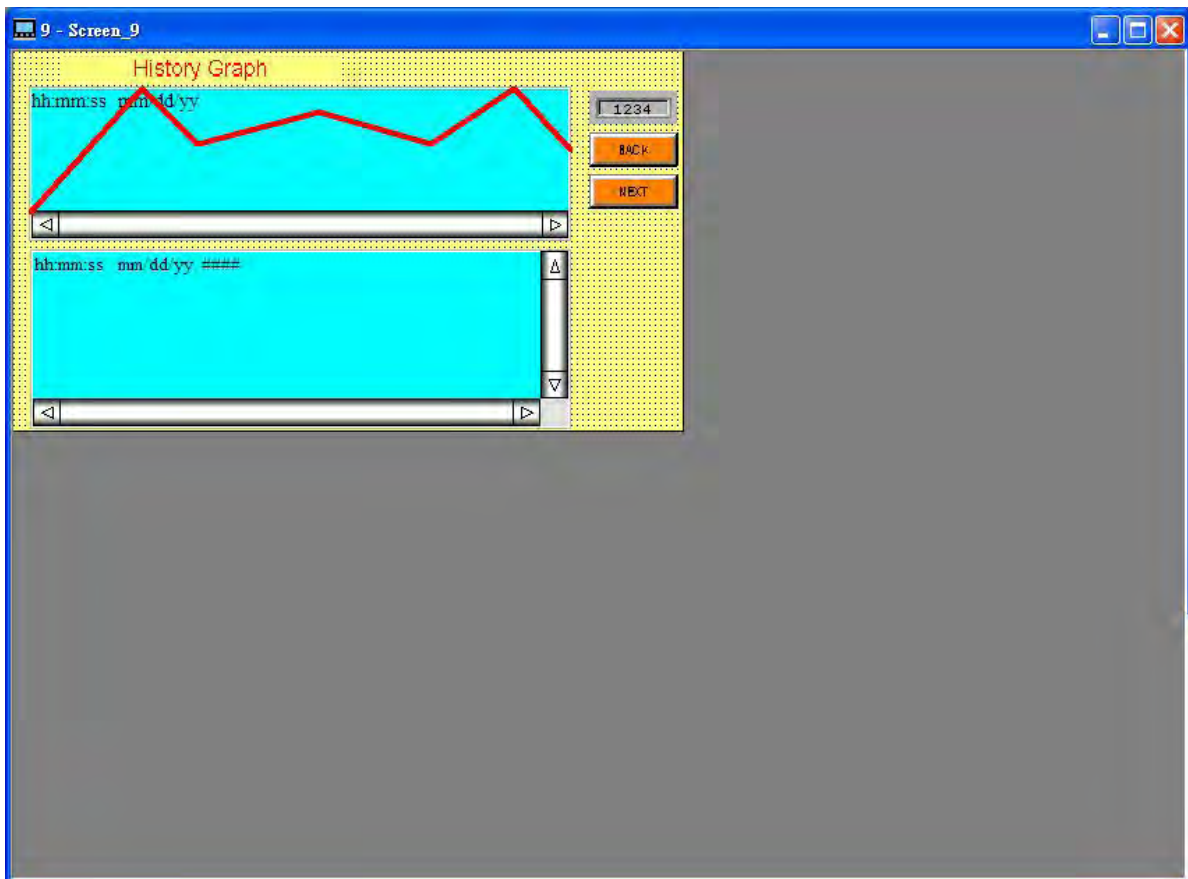 9 - Screen_9
History Graph
hh:mm:ss mm/dd/yy
1234
BACK
NEXT
hh:mm:ss mm/dd/yy ####